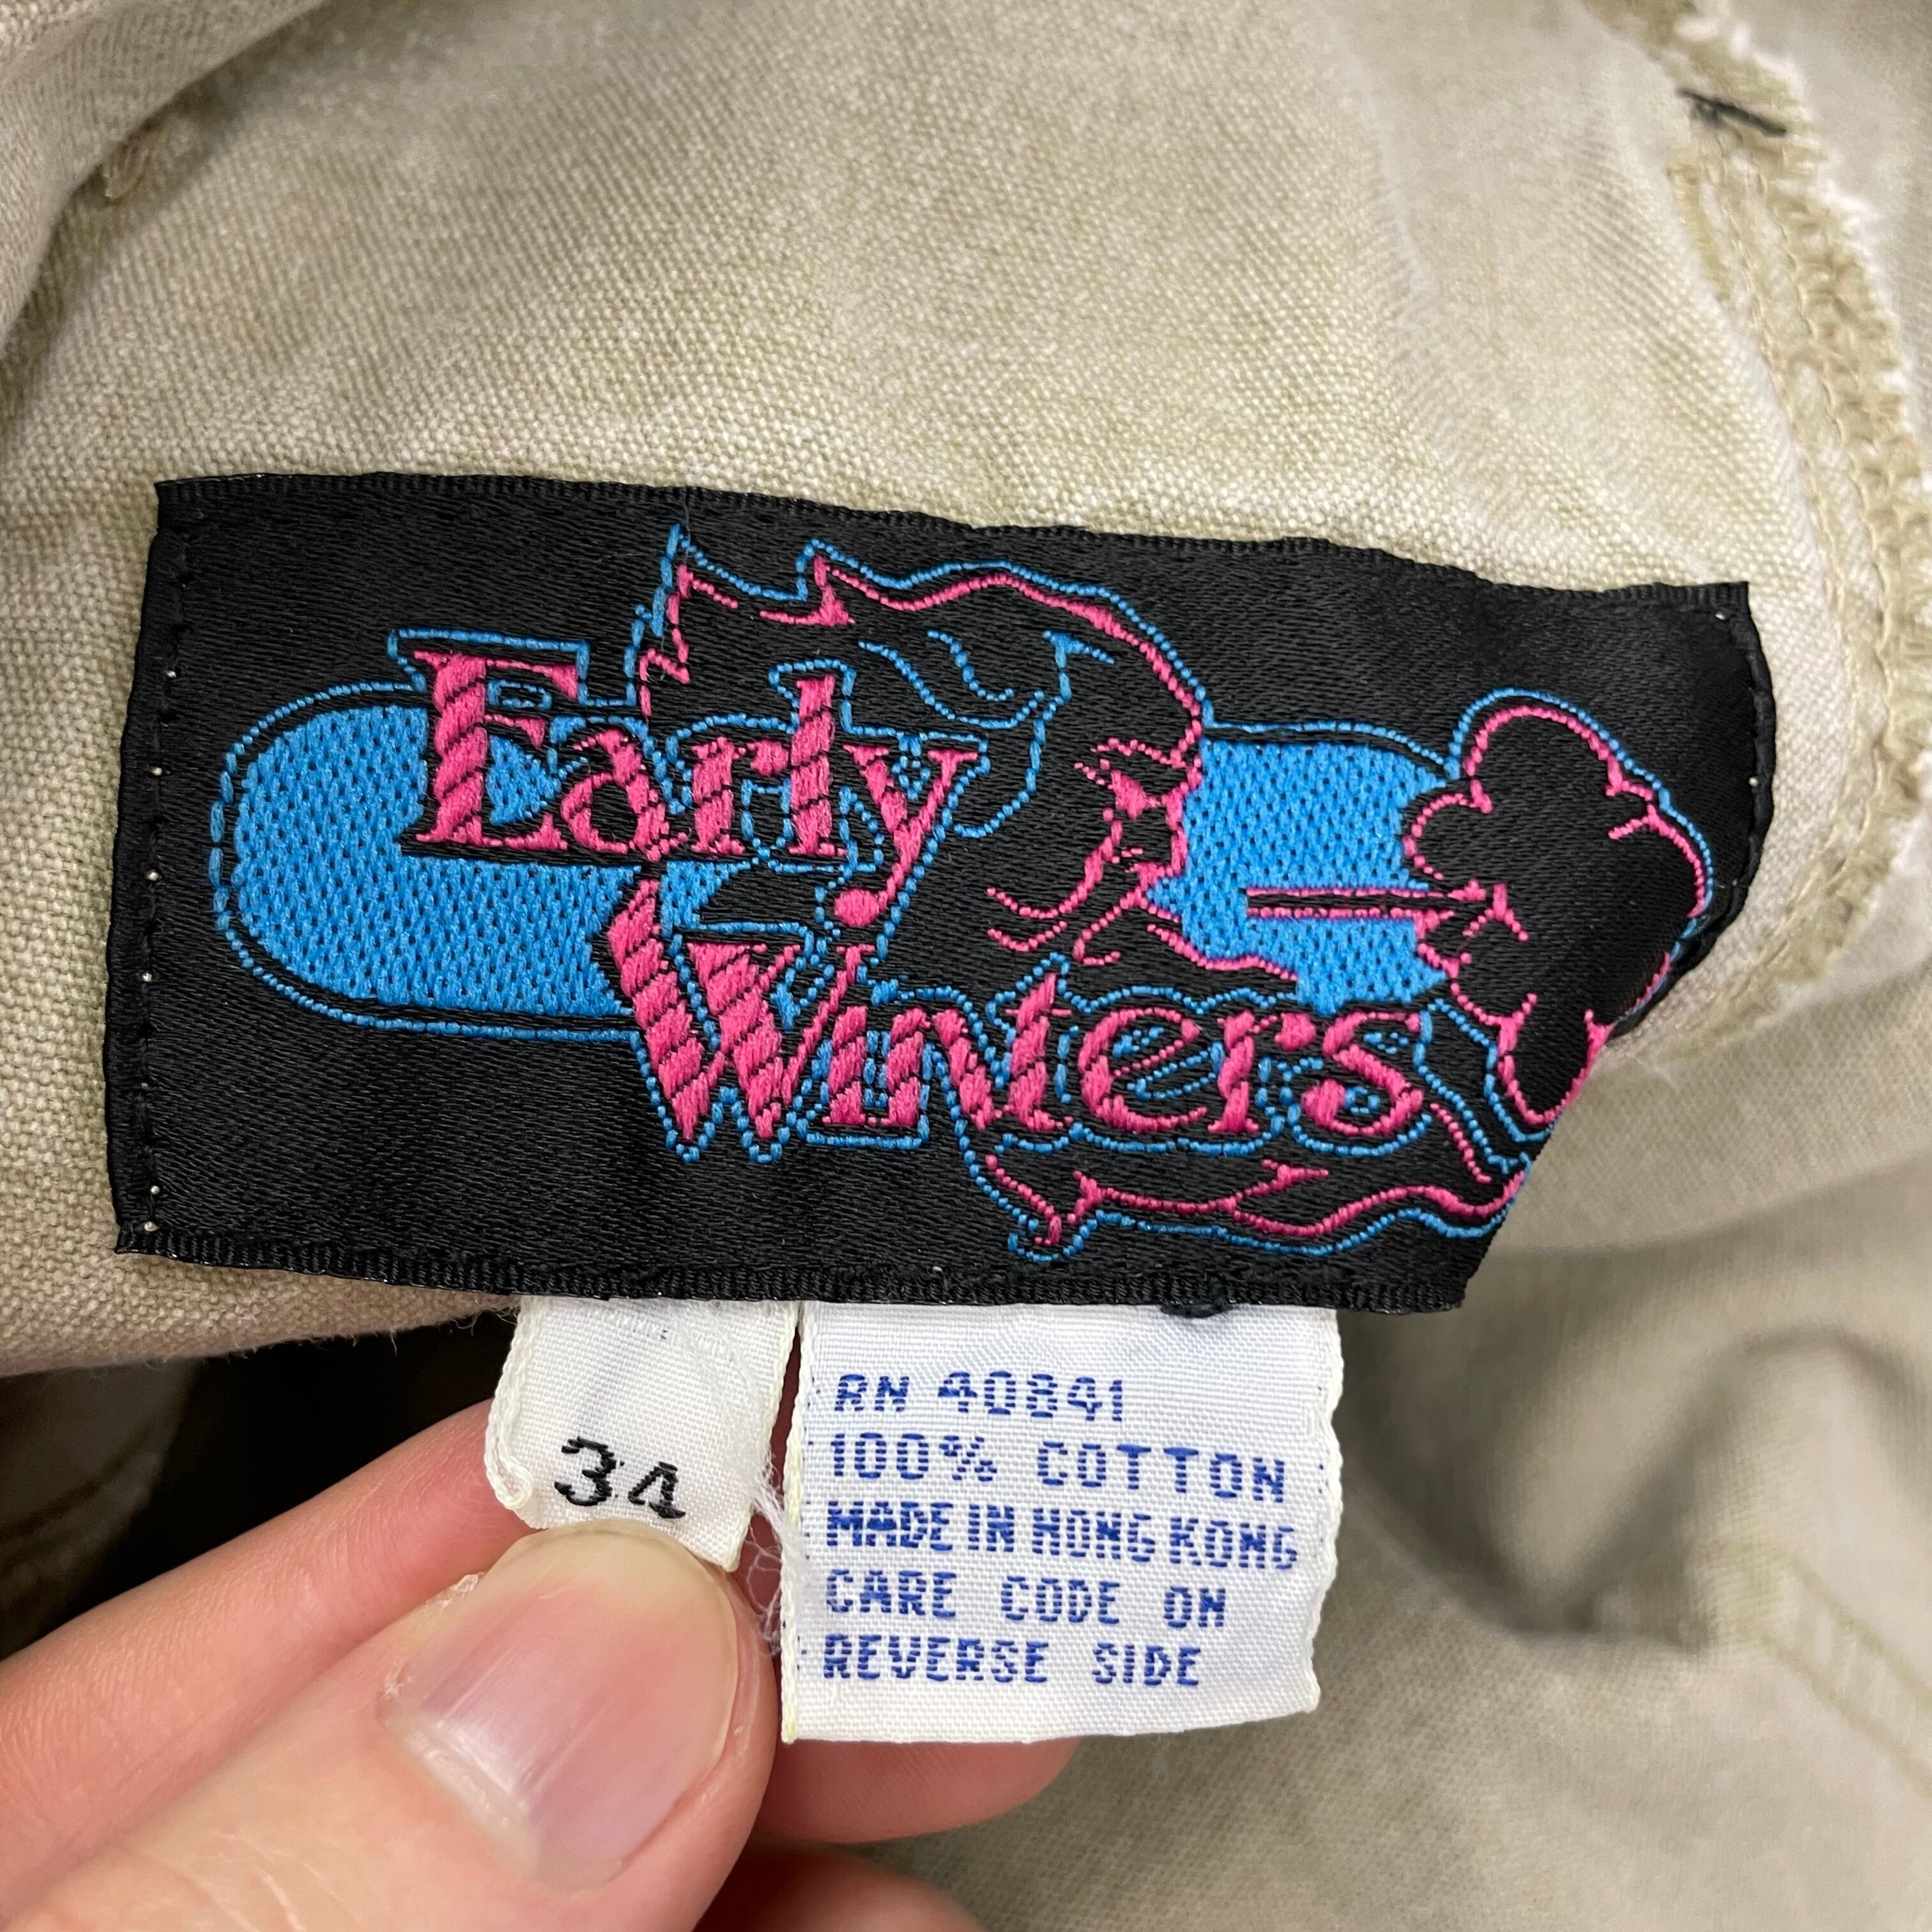 Early
Winters
34
RN 40841
100% COTTON
MADE IN HONG KONG
CARE CODE ON
REVERSE SIDE